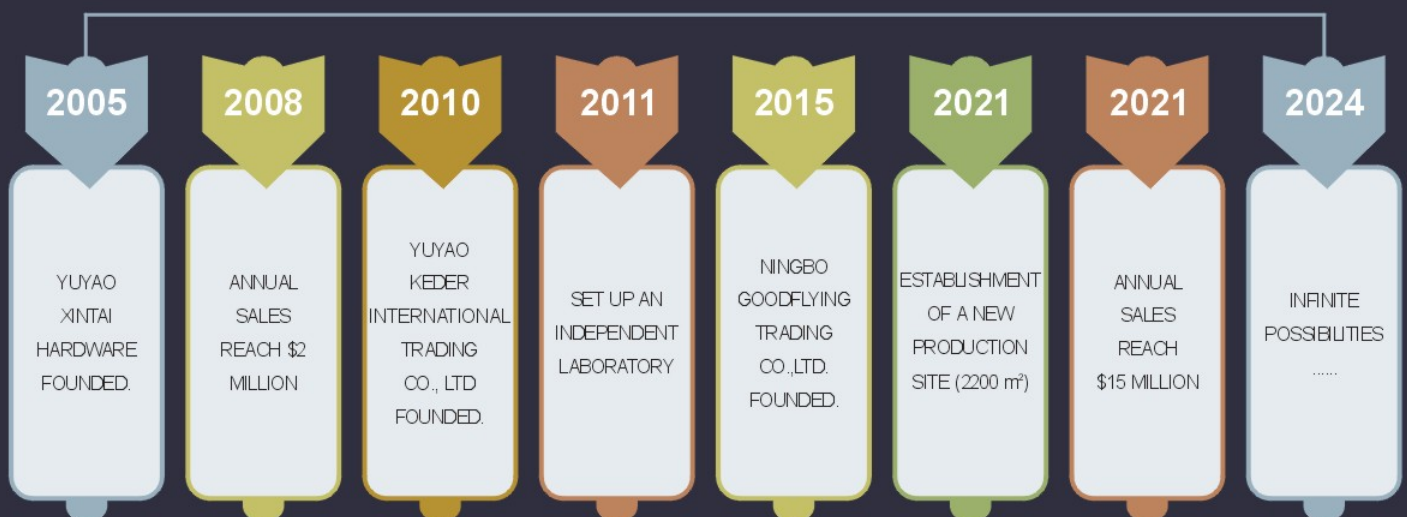 2005
YUYAO
XINTAI
HARDWARE
FOUNDED.
2008
ANNUAL
SALES
REACH $2
MILLION
2010
YUYAO
KEDER
INTERNATIONAL
TRADING
CO., LTD
FOUNDED.
2011
SET UP AN
INDEPENDENT
LABORATORY
2015
NINGBO
GOODFLYING
TRADING
CO.,LTD.
FOUNDED.
2021
ESTABLISHMENT
OF A NEW
PRODUCTION
SITE (2200 m²)
2021
ANNUAL
SALES
REACH
$15 MILLION
2024
INFINITE
POSSIBILITIES
......